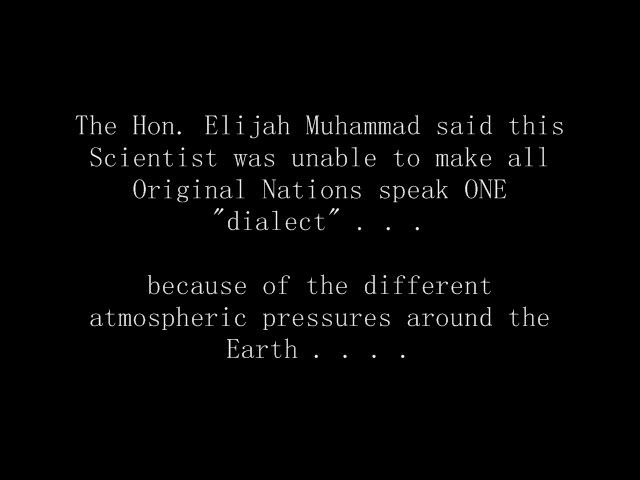 The Hon. Elijah Muhammad said this
Scientist was unable to make all
Original Nations speak ONE
"dialect" . . .
because of the different
atmospheric pressures around the
Earth . . . .